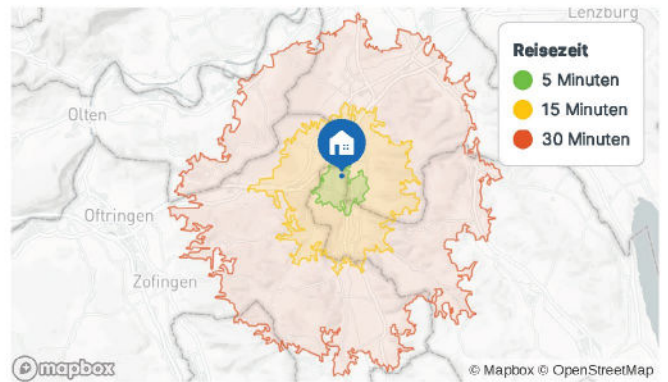 Lenzburg
Reisezeit
5 Minuten
15 Minuten
30 Minuten
Olten
Oftringen
Zofingen
mapbox
© Mapbox © OpenStreetMap